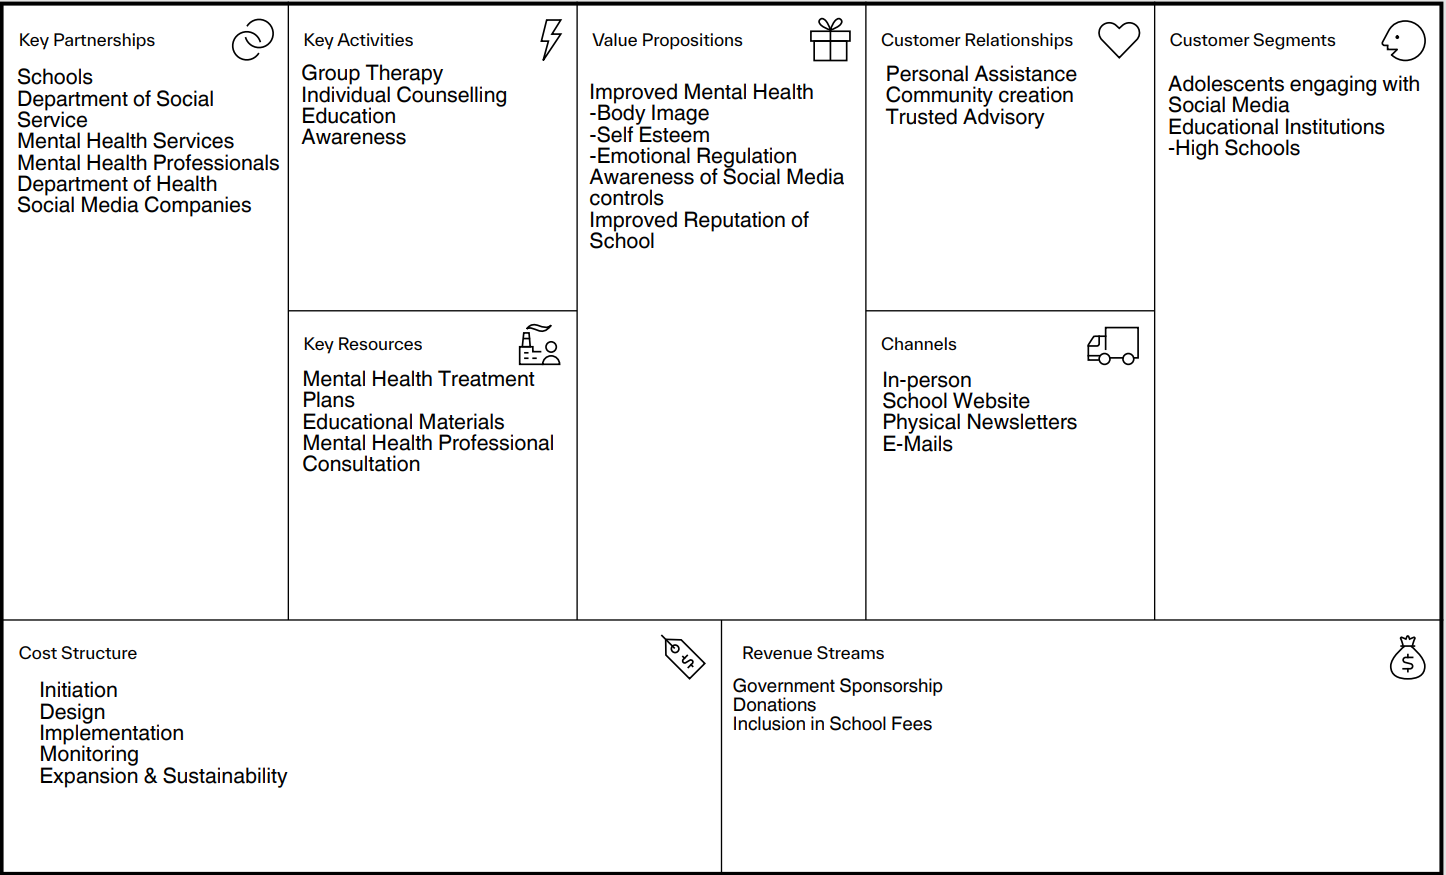 Key Partnerships
Schools
Department of Social
Service
Mental Health Services
Mental Health Professionals
Department of Health
Social Media Companies
Key Activities
Group Therapy
Individual Counselling
Education
Awareness
Key Resources
Mental Health Treatment
Plans
Educational Materials
Mental Health Professional
Consultation
Value Propositions
Improved Mental Health
-Body Image
-Self Esteem
-Emotional Regulation
Awareness of Social Media
controls
Improved Reputation of
School
Customer Relationships
Personal Assistance
Community creation
Trusted Advisory
Channels
In-person
School Website
Physical Newsletters
E-Mails
Customer Segments
Adolescents engaging with
Social Media
Educational Institutions
-High Schools
Cost Structure
$
Initiation
Design
Implementation
Monitoring
Expansion & Sustainability
Revenue Streams
$
Government Sponsorship
Donations
Inclusion in School Fees